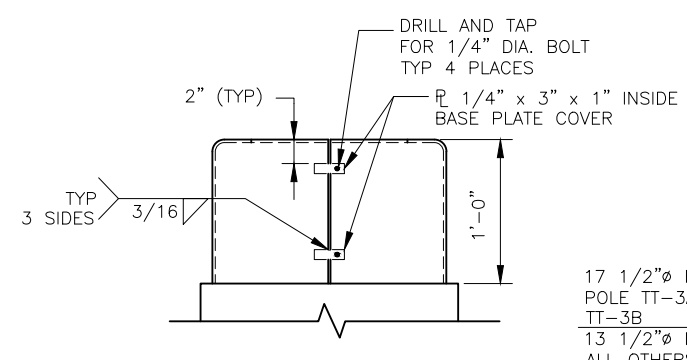 DRILL AND TAP
FOR 1/4" DIA. BOLT
TYP 4 PLACES
2" (TYP)
℄ 1/4" x 3" x 1" INSIDE
BASE PLATE COVER
TYP
3 SIDES
3/16
1'-0"
17 1/2"ø
POLE TT-3
TT-3B
13 1/2"ø
ALL OTHERS